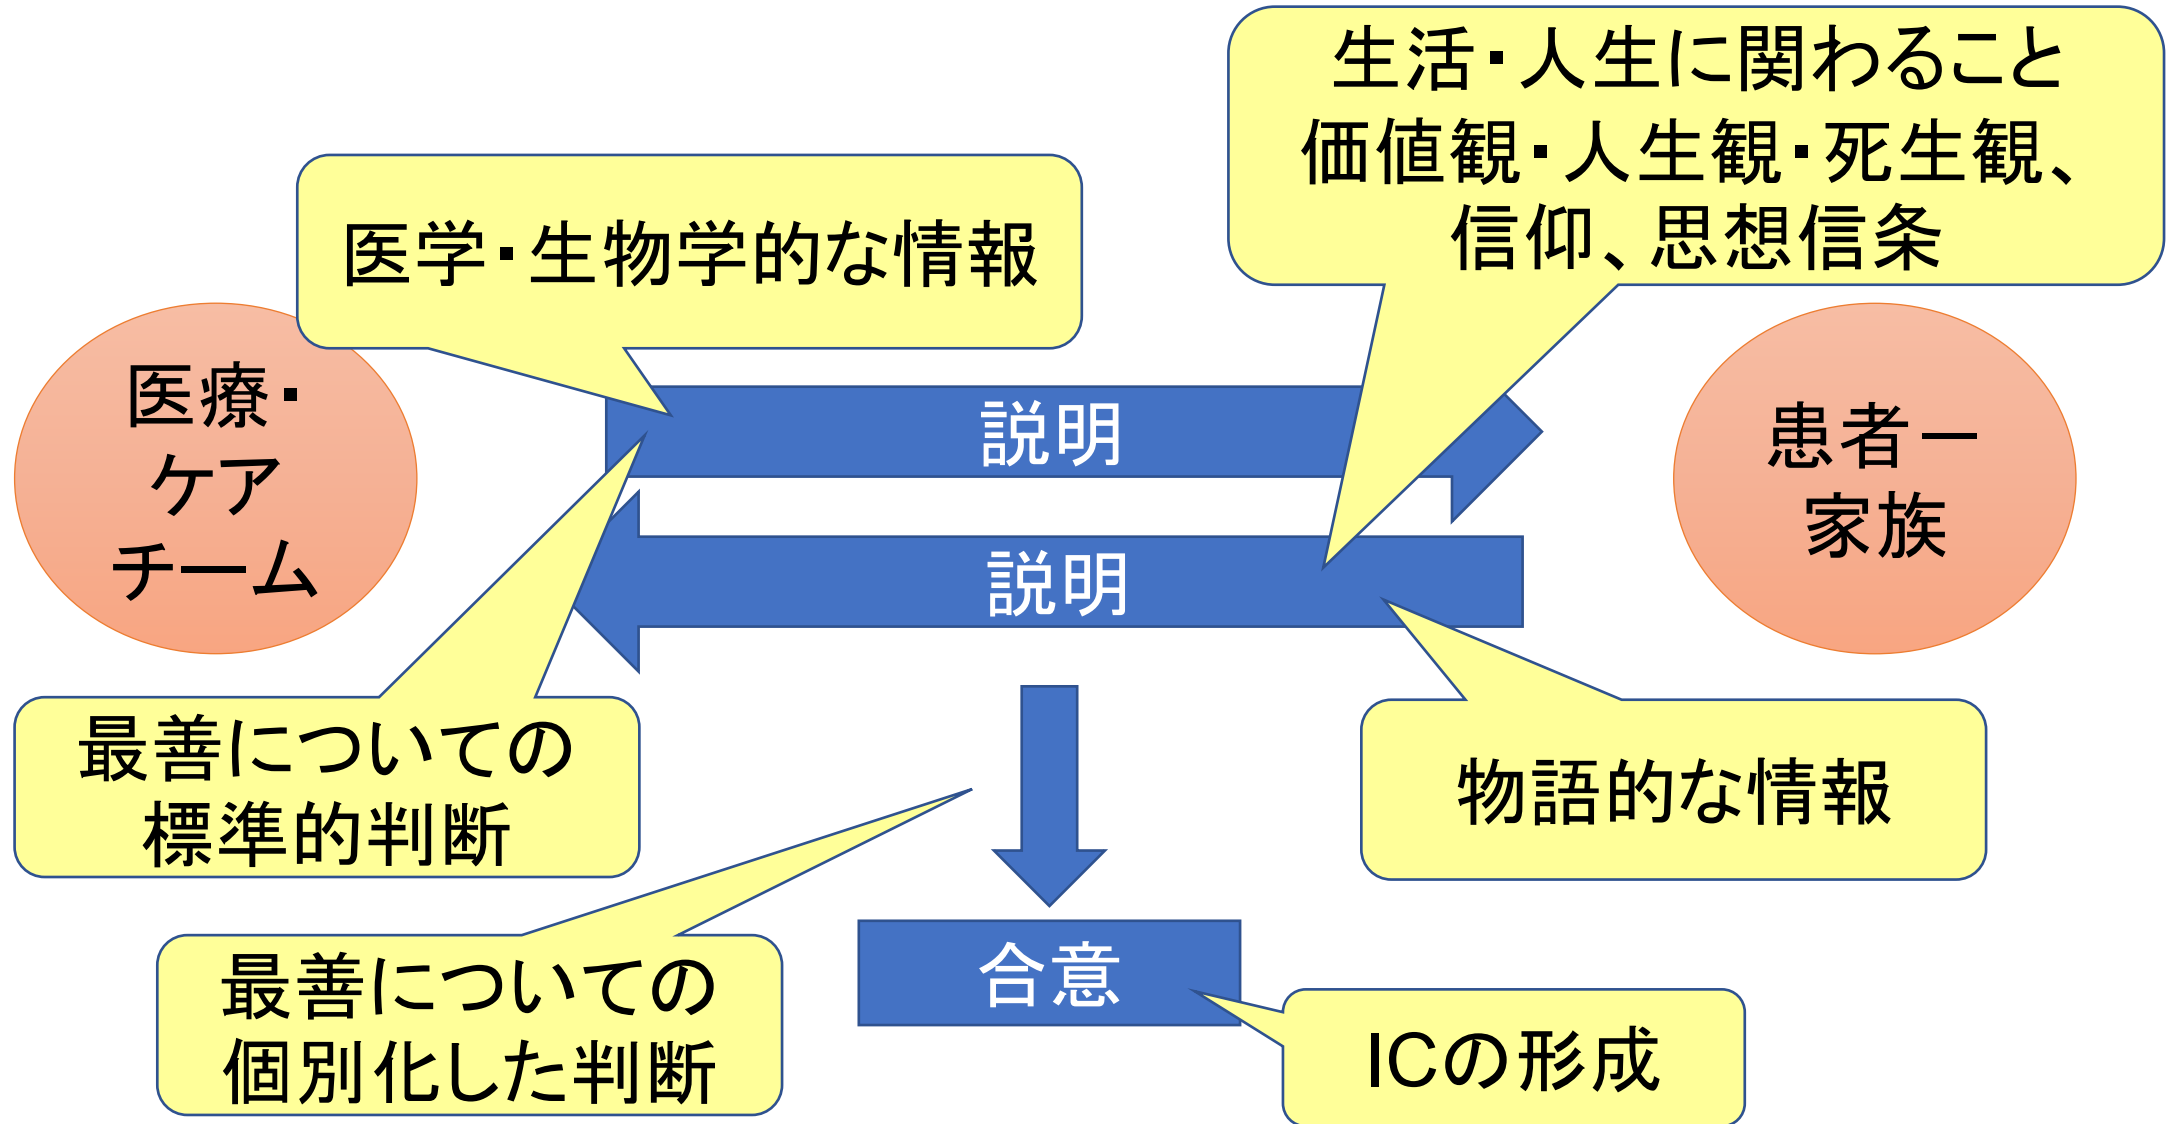 生活・人生に関わること
価値観・人生観・死生観、
信仰、思想信条
医学・生物学的な情報
医療・
ケア
チーム
説明
患者－
家族
説明
最善についての
標準的判断
物語的な情報
最善についての
個別化した判断
合意
ICの形成